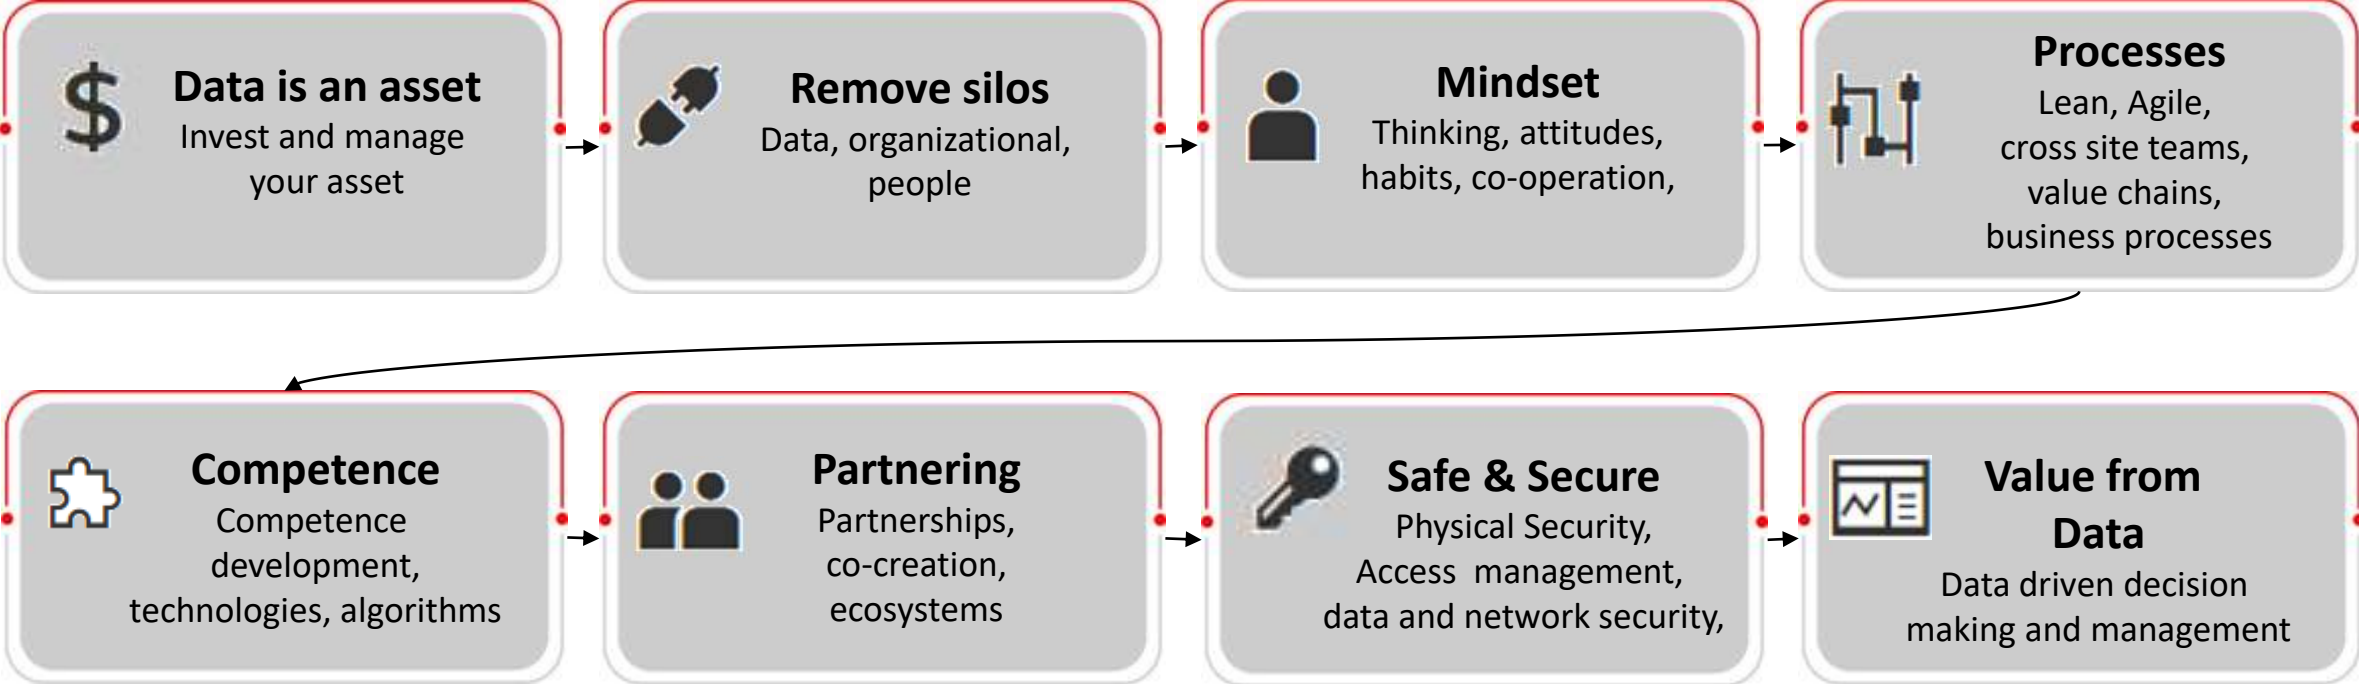 Data is an asset
Invest and manage
your asset
Remove silos
Data, organizational,
people
Mindset
Thinking, attitudes,
habits, co-operation,
Processes
Lean, Agile,
cross site teams,
value chains,
business processes
Competence
Competence
development,
technologies, algorithms
Partnering
Partnerships,
co-creation,
ecosystems
Safe & Secure
Physical Security,
Access management,
data and network security,
Value from
Data
Data driven decision
making and management